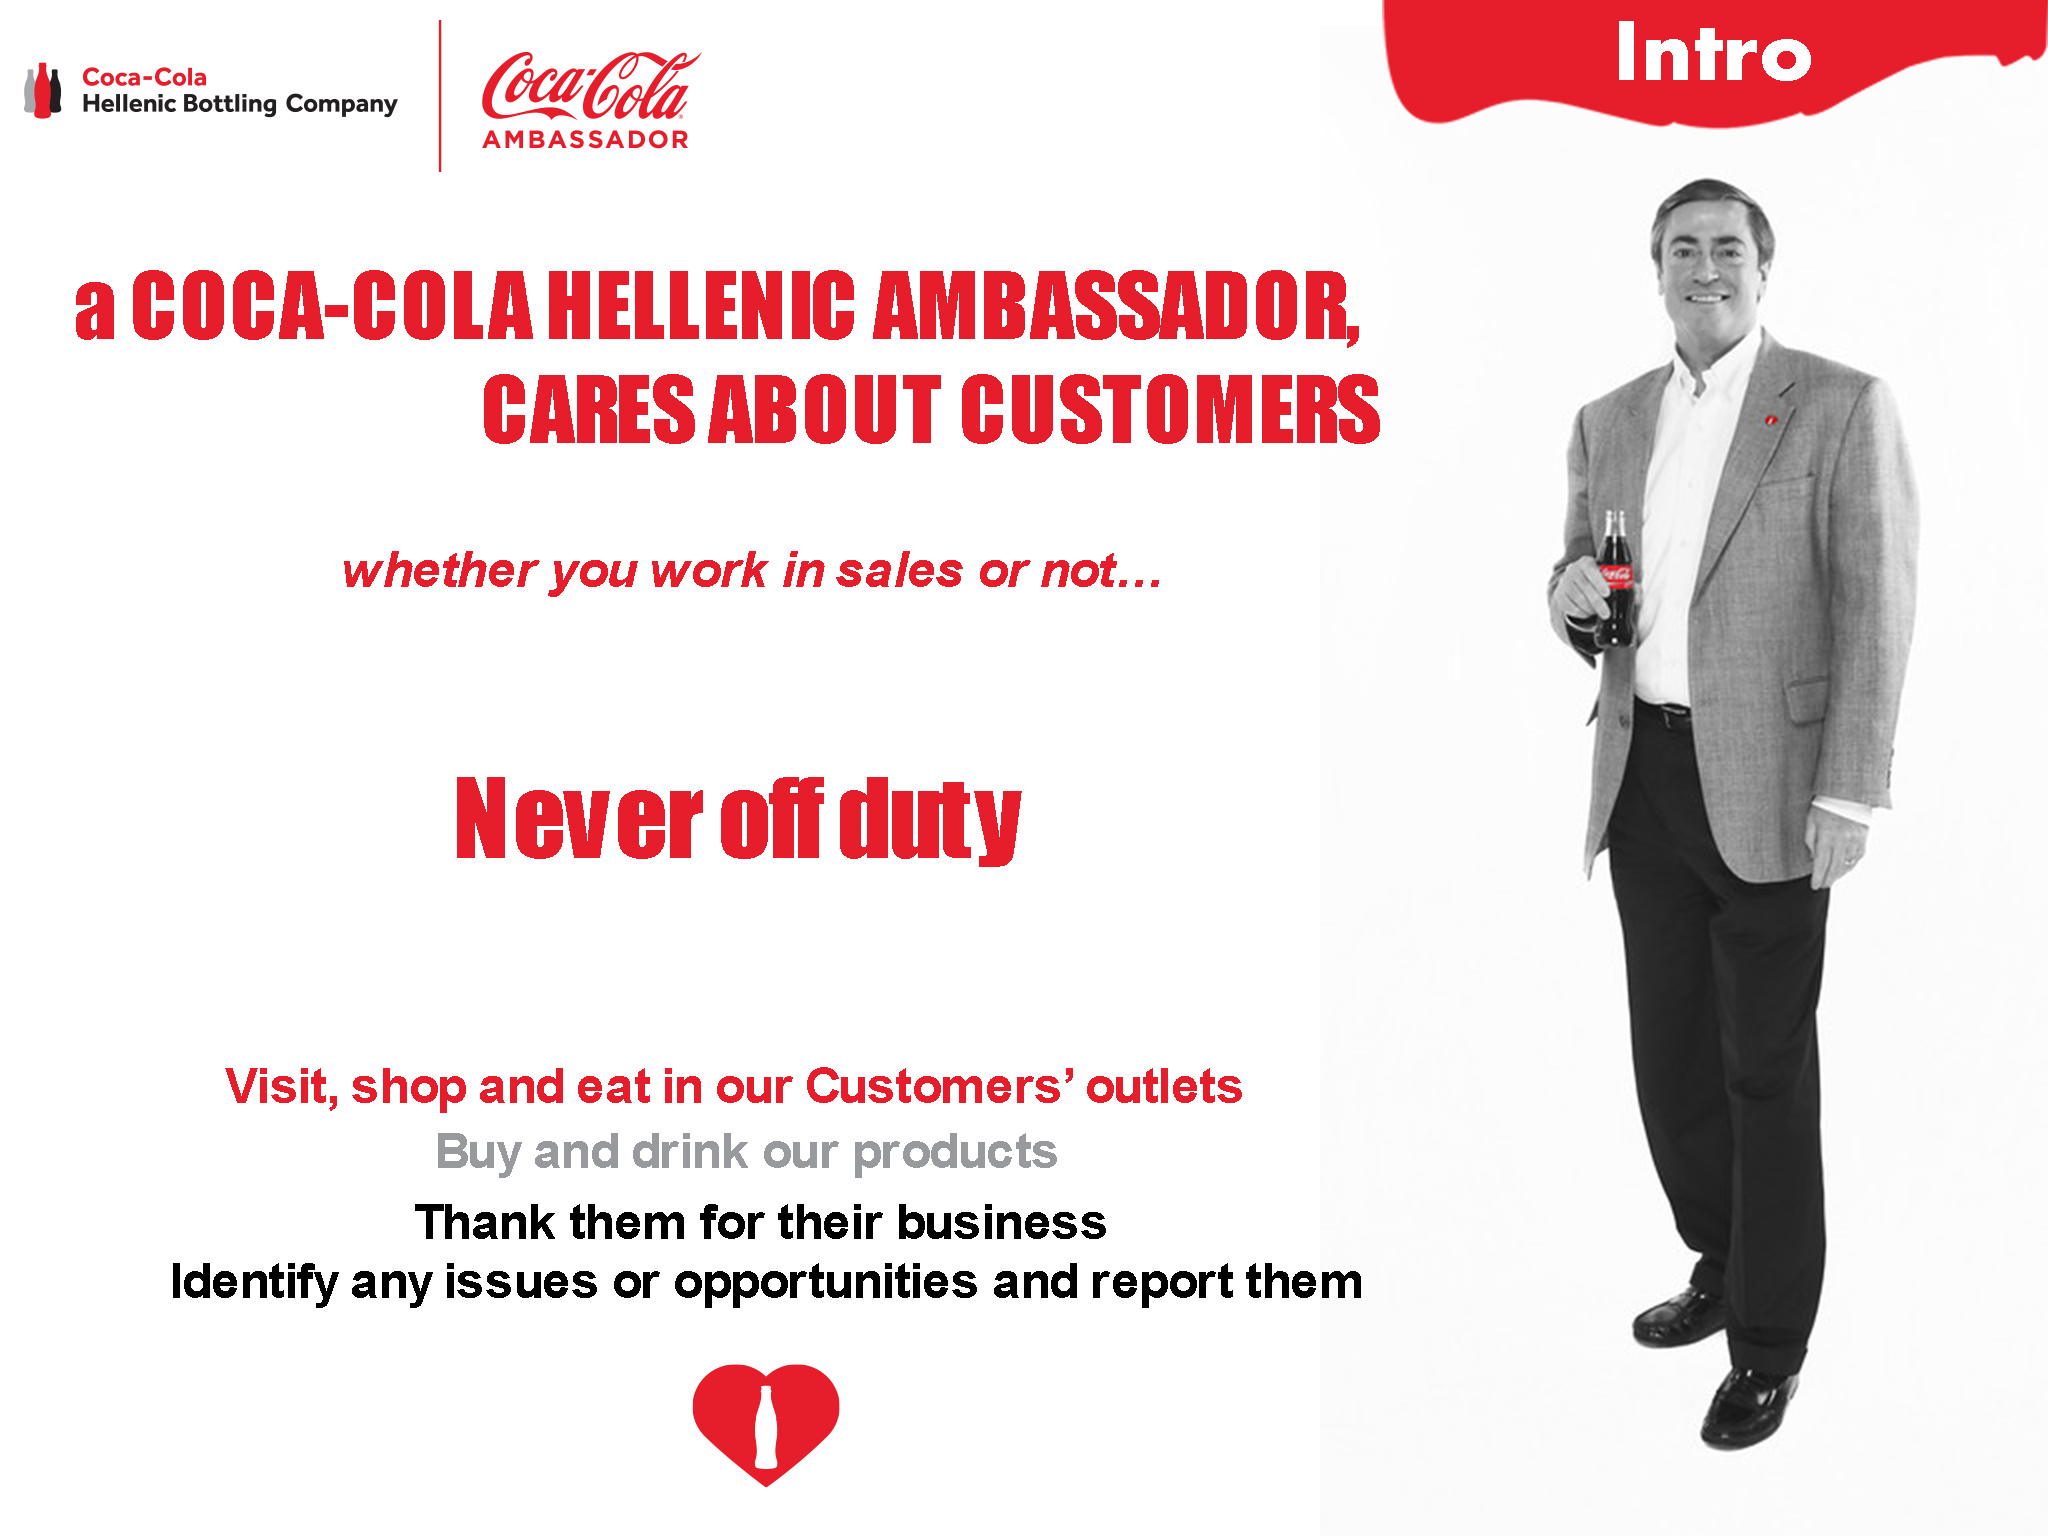 Coca-Cola
Hellenic Bottling Company
Coca-Cola
AMBASSADOR
Intro
a COCA-COLA HELLENIC AMBASSADOR,
CARES ABOUT CUSTOMERS
whether you work in sales or not…
Coca-Cola
Never off duty
Visit, shop and eat in our Customers’ outlets
Buy and drink our products
Thank them for their business
Identify any issues or opportunities and report them